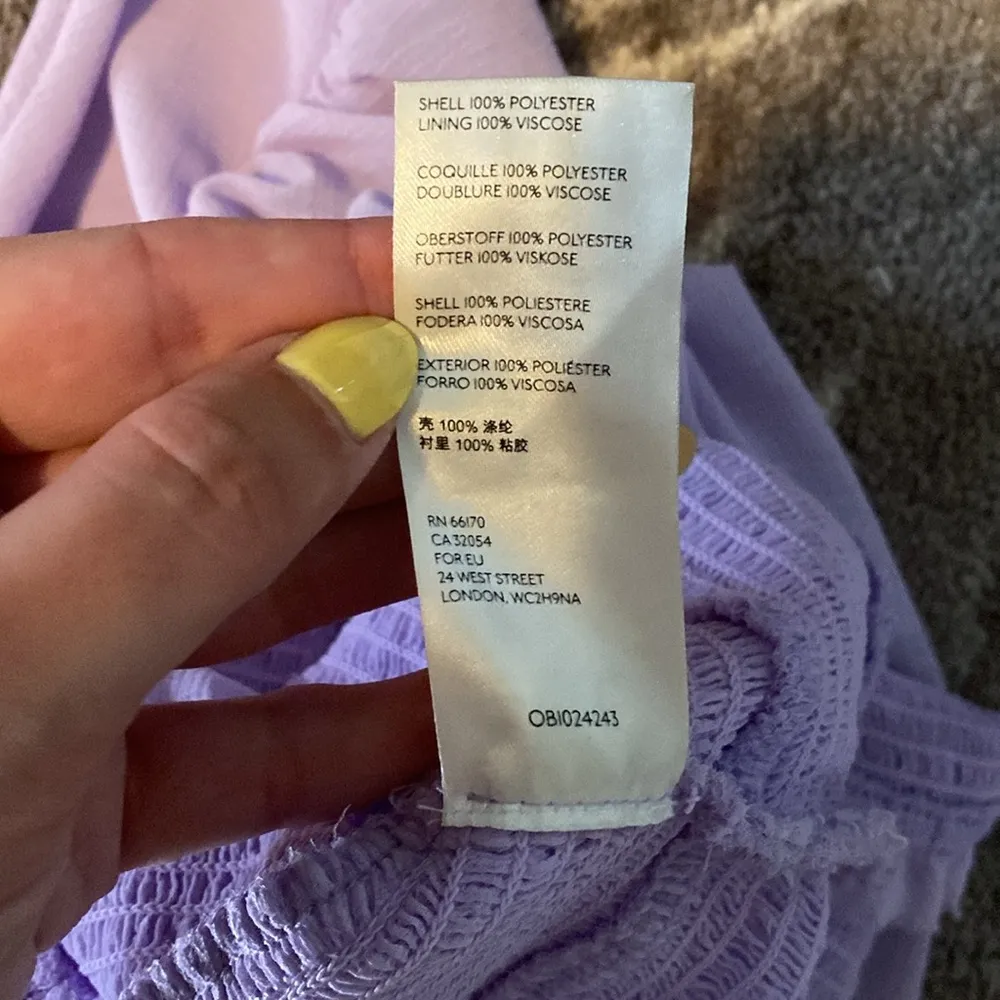 SHELL 100% POLYESTER
LINING 100% VISCOSE
COQUILLE 100% POLYESTER
DOUBLURE 100% VISCOSE
OBERSTOFF 100% POLYESTER
FUTTER 100% VISKOSE
SHELL 100% POLIESTERE
FODERA 100% VISCOSA
EXTERIOR 100% POLIÉSTER
FORRO 100% VISCOSA
壳 100% 涤纶
衬里 100% 粘胶
RN 66170
CA 32054
FOR EU
24 WEST STREET
LONDON, WC2H9NA
OB1024243